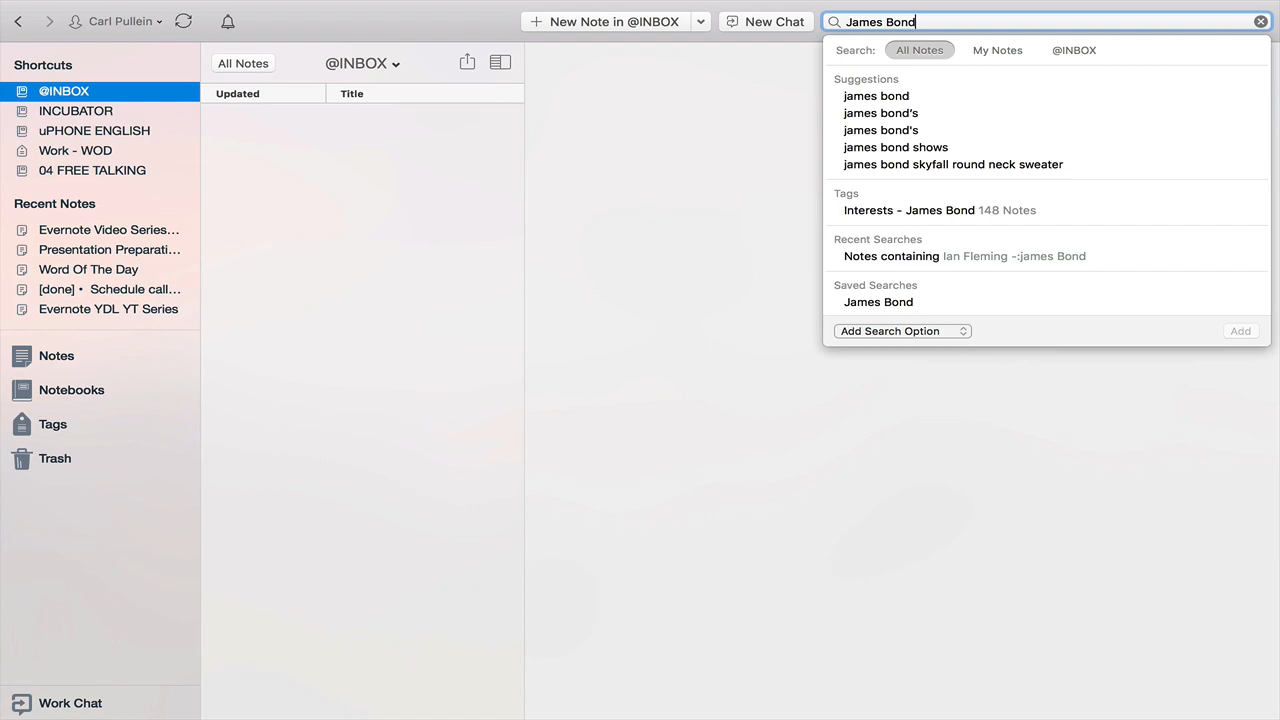 Carl Pullein
New Note in @INBOX
New Chat
James Bond
Shortcuts
@INBOX
INCUBATOR
uPHONE ENGLISH
Work - WOD
04 FREE TALKING
Recent Notes
Evernote Video Series...
Presentation Preparati...
Word Of The Day
[done] • Schedule call...
Evernote YDL YT Series
Notes
Notebooks
Tags
Trash
Work Chat
All Notes
@INBOX
Updated
Title
Search: All Notes My Notes @INBOX
Suggestions
james bond
james bond’s
james bond's
james bond shows
james bond skyfall round neck sweater
Tags
Interests - James Bond 148 Notes
Recent Searches
Notes containing Ian Fleming -:james Bond
Saved Searches
James Bond
Add Search Option
Add